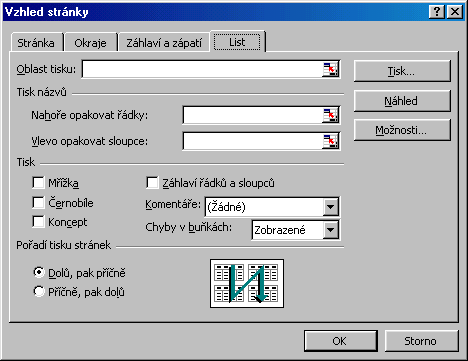 Vzhled stránky
Stránka
Okraje
Záhlaví a zápatí
List
Oblast tisku:
Tisk...
Tisk názvů
Náhled
Nahoře opakovat řádky:
Možnosti...
Vlevo opakovat sloupce:
Tisk
Mřížka
Záhlaví řádků a sloupců
Černobíle
Komentáře: (Žádné)
Koncept
Chyby v buňkách: Zobrazené
Pořadí tisku stránek
Dolů, pak příčně
Příčně, pak dolů
OK
Storno